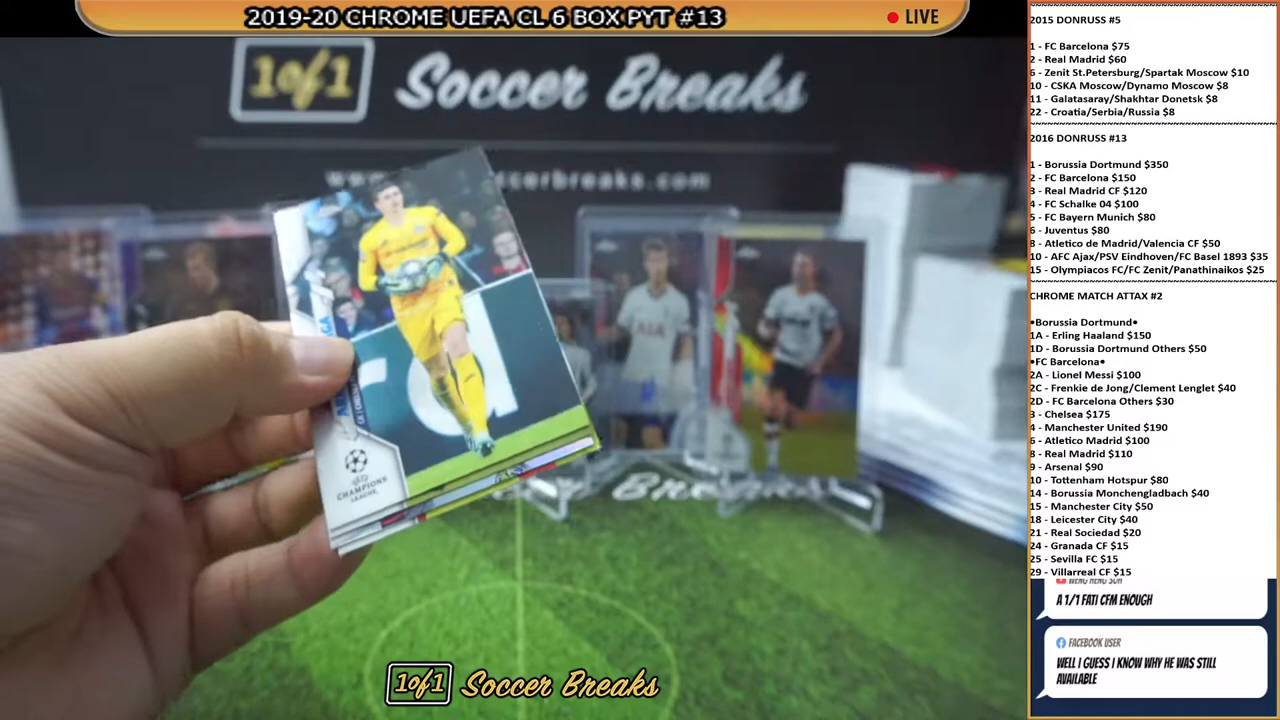 2019-20 CHROME UEFA CL 6 BOX PYT #13
LIVE
1of1 Soccer Breaks
CHAMPIONS
LEAGUE
1of1 Soccer Breaks
2015 DONRUSS #5
1 - FC Barcelona $75
2 - Real Madrid $60
6 - Zenit St.Petersburg/Spartak Moscow $10
10 - CSKA Moscow/Dynamo Moscow $8
11 - Galatasaray/Shakhtar Donetsk $8
22 - Croatia/Serbia/Russia $8
2016 DONRUSS #13
1 - Borussia Dortmund $350
2 - FC Barcelona $150
3 - Real Madrid CF $120
4 - FC Schalke 04 $100
5 - FC Bayern Munich $80
6 - Juventus $80
8 - Atletico de Madrid/Valencia CF $50
10 - AFC Ajax/PSV Eindhoven/FC Basel 1893 $35
15 - Olympiacos FC/FC Zenit/Panathinaikos $25
CHROME MATCH ATTAX #2
•Borussia Dortmund•
1A - Erling Haaland $150
1D - Borussia Dortmund Others $50
•FC Barcelona•
2A - Lionel Messi $100
2C - Frenkie de Jong/Clement Lenglet $40
2D - FC Barcelona Others $30
3 - Chelsea $175
4 - Manchester United $190
6 - Atletico Madrid $100
8 - Real Madrid $110
9 - Arsenal $90
10 - Tottenham Hotspur $80
14 - Borussia Monchengladbach $40
15 - Manchester City $50
18 - Leicester City $40
21 - Real Sociedad $20
24 - Granada CF $15
25 - Sevilla FC $15
29 - Villarreal CF $15
A 1/1 FATI CFM ENOUGH
FACEBOOK USER
WELL I GUESS I KNOW WHY HE WAS STILL
AVAILABLE